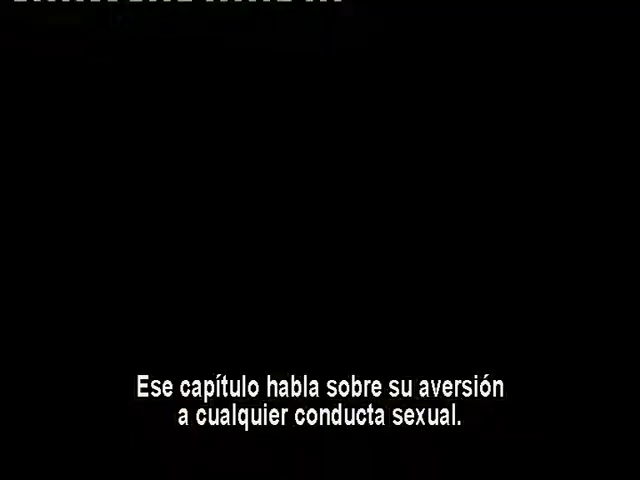 Ese capítulo habla sobre su aversión
a cualquier conducta sexual.